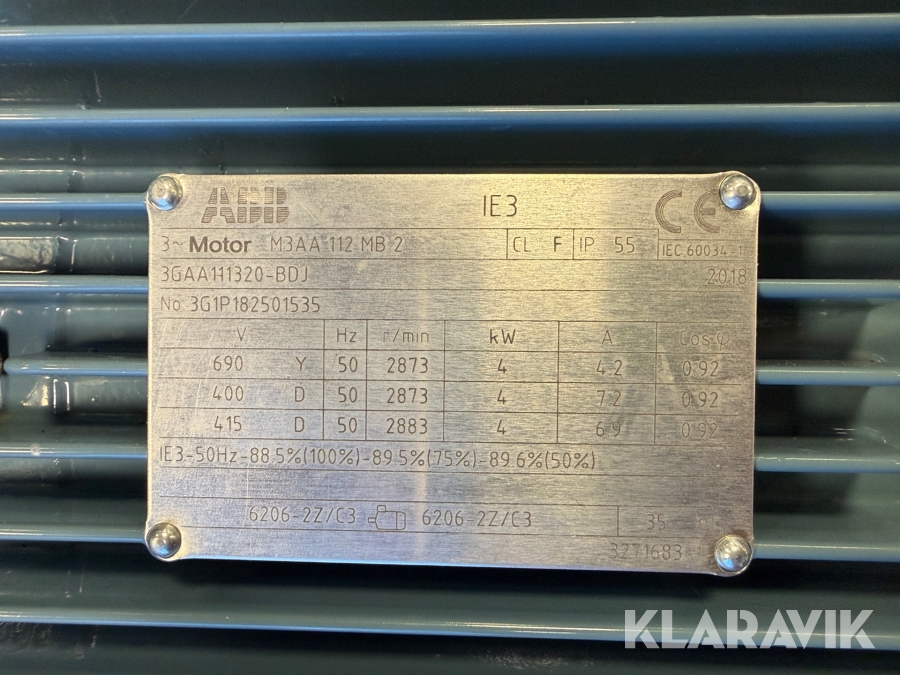 ABB IE3 CE
3~ Motor M3AA 112 MB 2 CL F IP 55 IEC 60034-1
3GAA111320-BDJ 2018
No 3G1P182501535
V Hz r/min kW A Cos φ
690 Y 50 2873 4 4.2 0.92
400 D 50 2873 4 7.2 0.92
415 D 50 2883 4 6.9 0.92
IE3-50Hz-88.5%(100%)-89.5%(75%)-89.6%(50%)
6206-2Z/C3 6206-2Z/C3 35
3271683
KLARAVIK